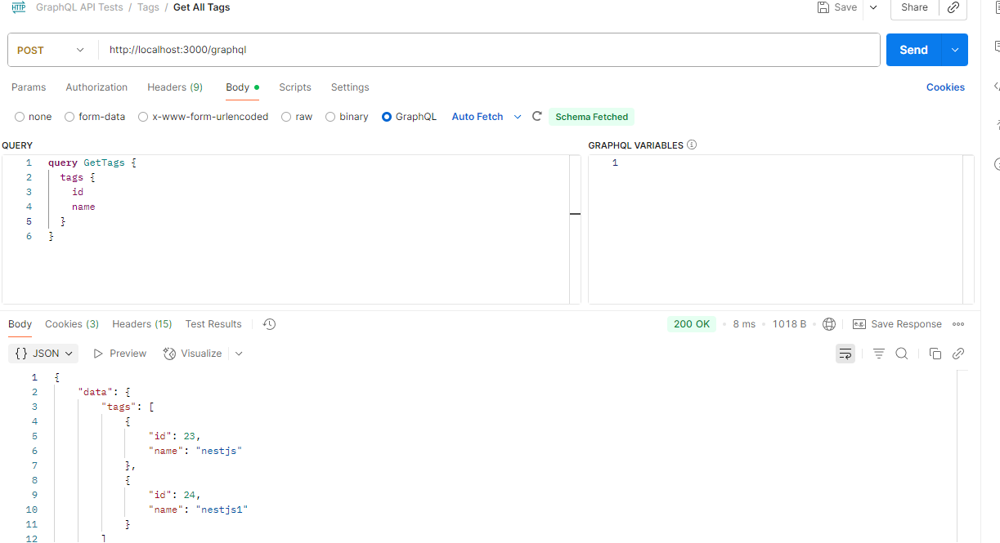 HTTP GraphQL API Tests / Tags / Get All Tags Save Share
POST http://localhost:3000/graphql Send
Params Authorization Headers (9) Body Scripts Settings Cookies
none form-data x-www-form-urlencoded raw binary GraphQL Auto Fetch Schema Fetched
QUERY
1 query GetTags {
2 tags {
3 id
4 name
5 }
6 }
GRAPHQL VARIABLES
1
Body Cookies (3) Headers (15) Test Results 200 OK • 8 ms • 1018 B • e.g. Save Response
{} JSON Preview Visualize
1 {
2 "data": {
3 "tags": [
4 {
5 "id": 23,
6 "name": "nestjs"
7 },
8 {
9 "id": 24,
10 "name": "nestjs1"
11 }
12 ]